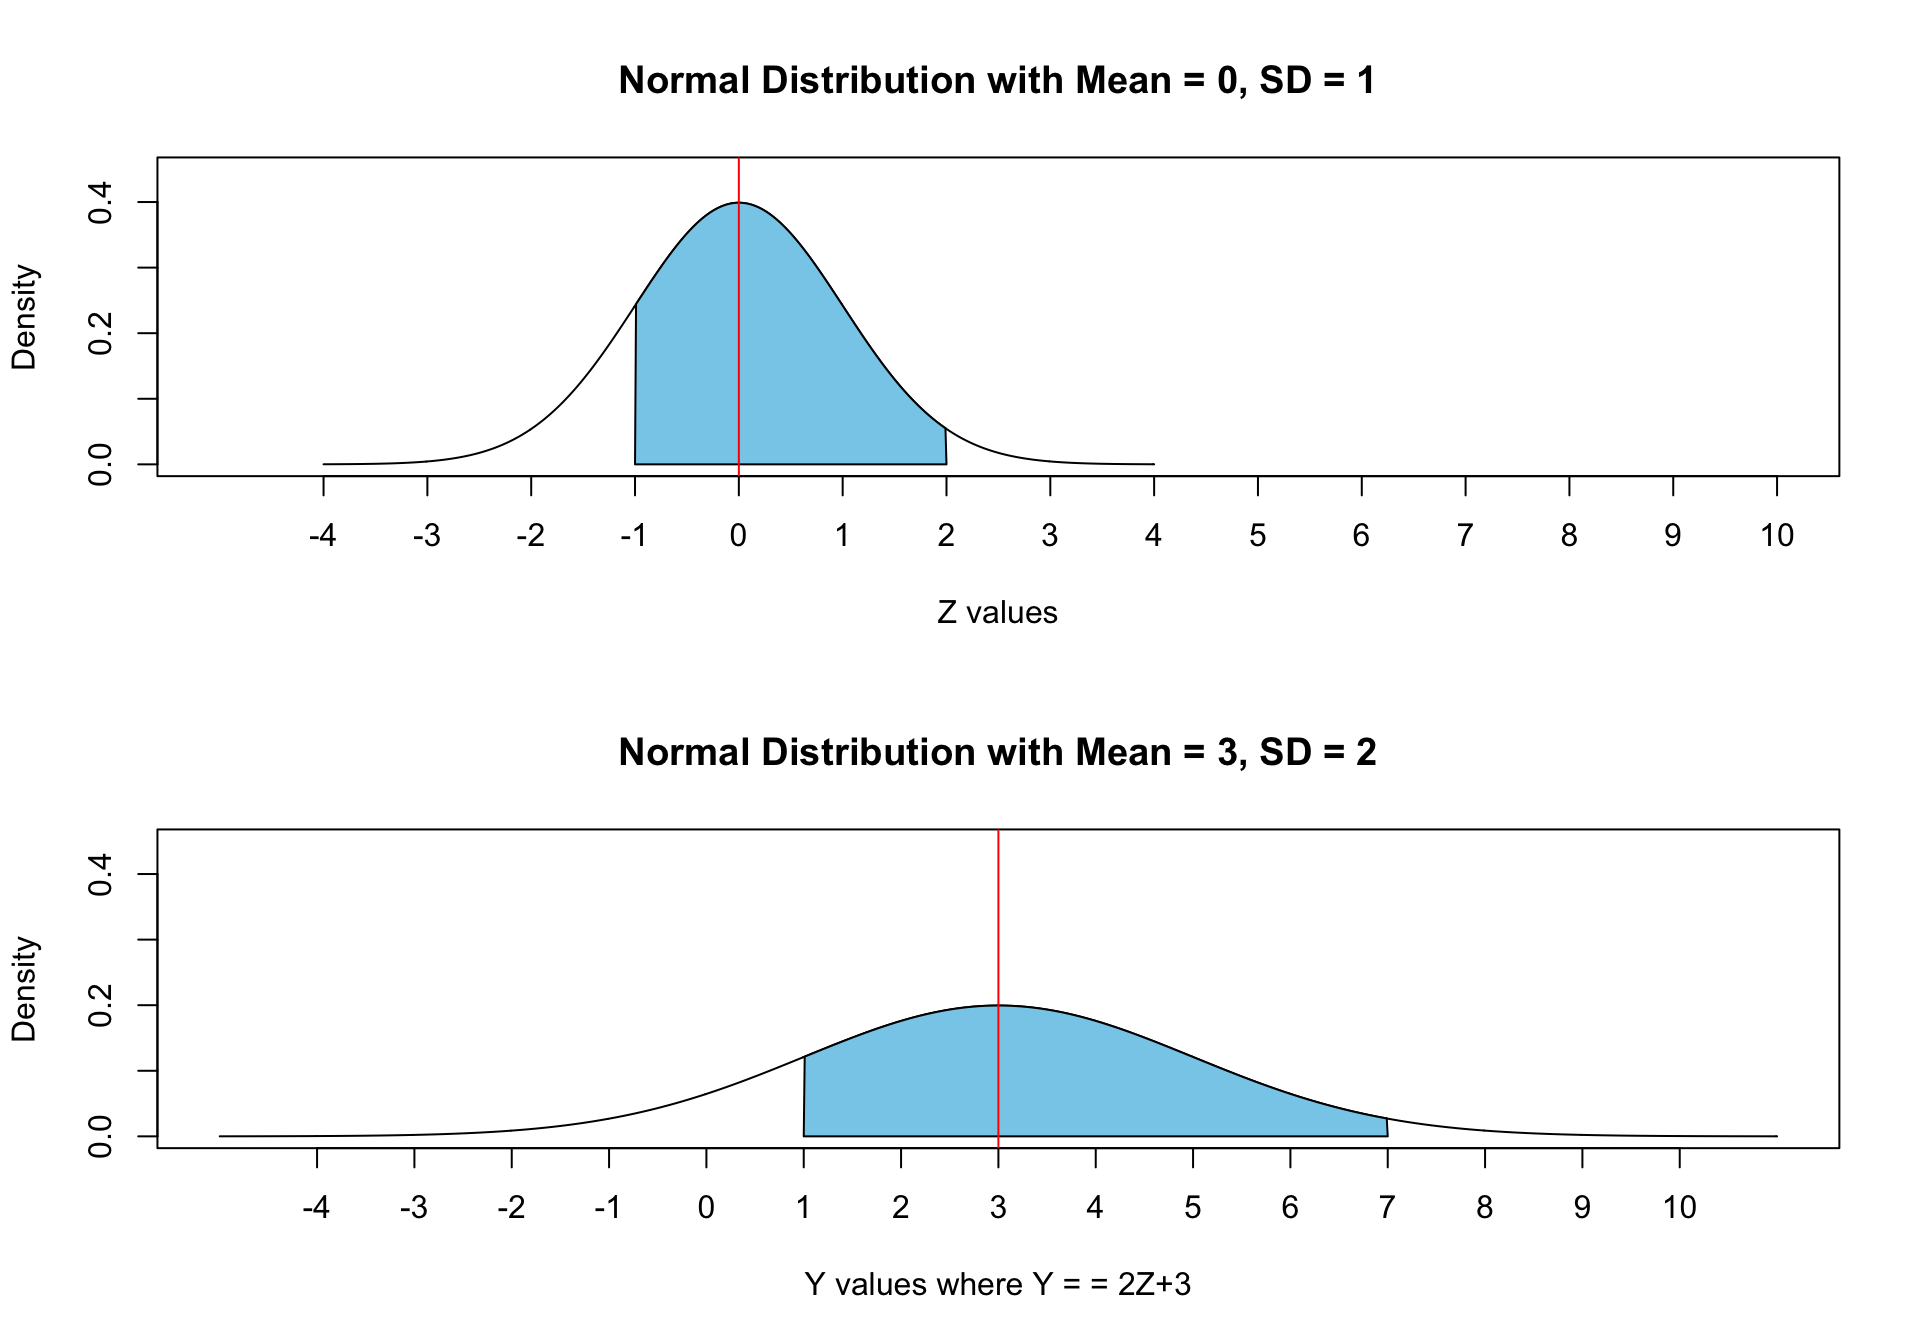 Normal Distribution with Mean = 0, SD = 1
Density
0.4
0.2
0.0
-4 -3 -2 -1 0 1 2 3 4 5 6 7 8 9 10
Z values
Normal Distribution with Mean = 3, SD = 2
Density
0.4
0.2
0.0
-4 -3 -2 -1 0 1 2 3 4 5 6 7 8 9 10
Y values where Y = = 2Z+3